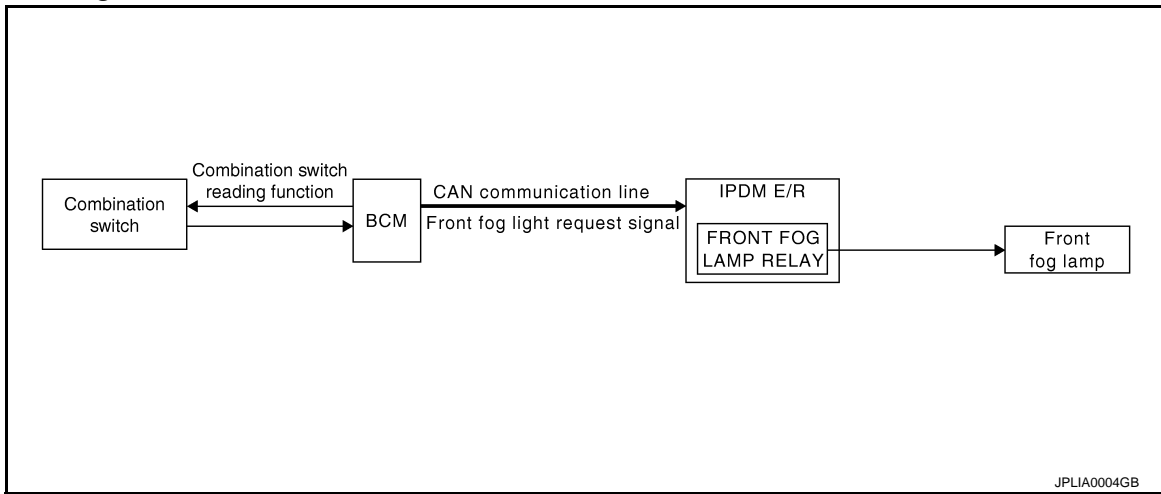 Combination switch
reading function
Combination
switch
BCM
CAN communication line
Front fog light request signal
IPDM E/R
FRONT FOG
LAMP RELAY
Front
fog lamp
JPLIA0004GB